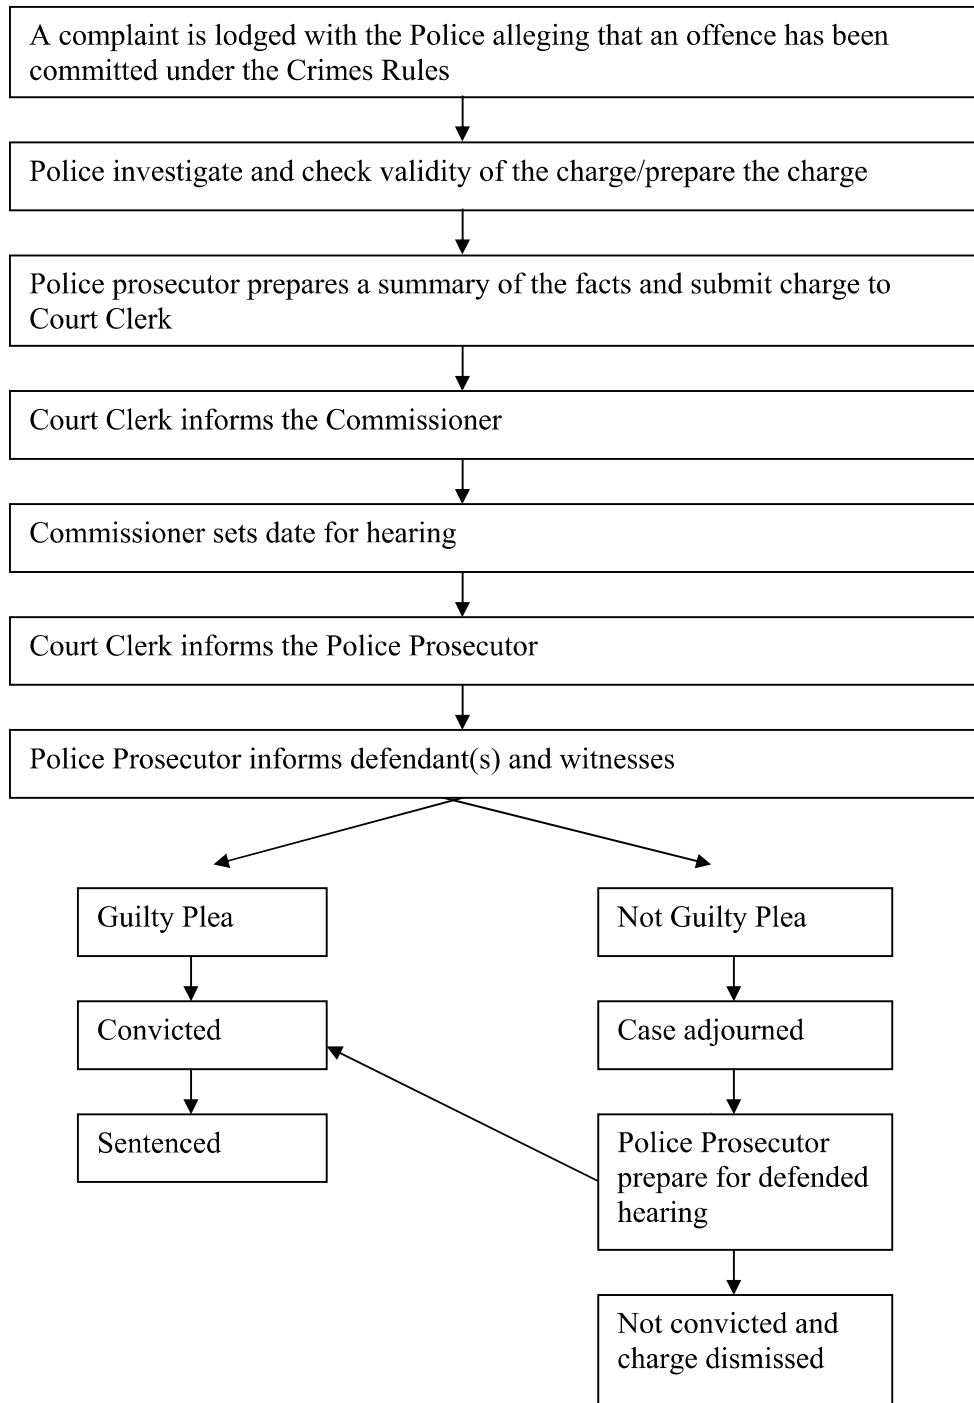 A complaint is lodged with the Police alleging that an offence has been
committed under the Crimes Rules
Police investigate and check validity of the charge/prepare the charge
Police prosecutor prepares a summary of the facts and submit charge to
Court Clerk
Court Clerk informs the Commissioner
Commissioner sets date for hearing
Court Clerk informs the Police Prosecutor
Police Prosecutor informs defendant(s) and witnesses
Guilty Plea
Convicted
Sentenced
Not Guilty Plea
Case adjourned
Police Prosecutor
prepare for defended
hearing
Not convicted and
charge dismissed